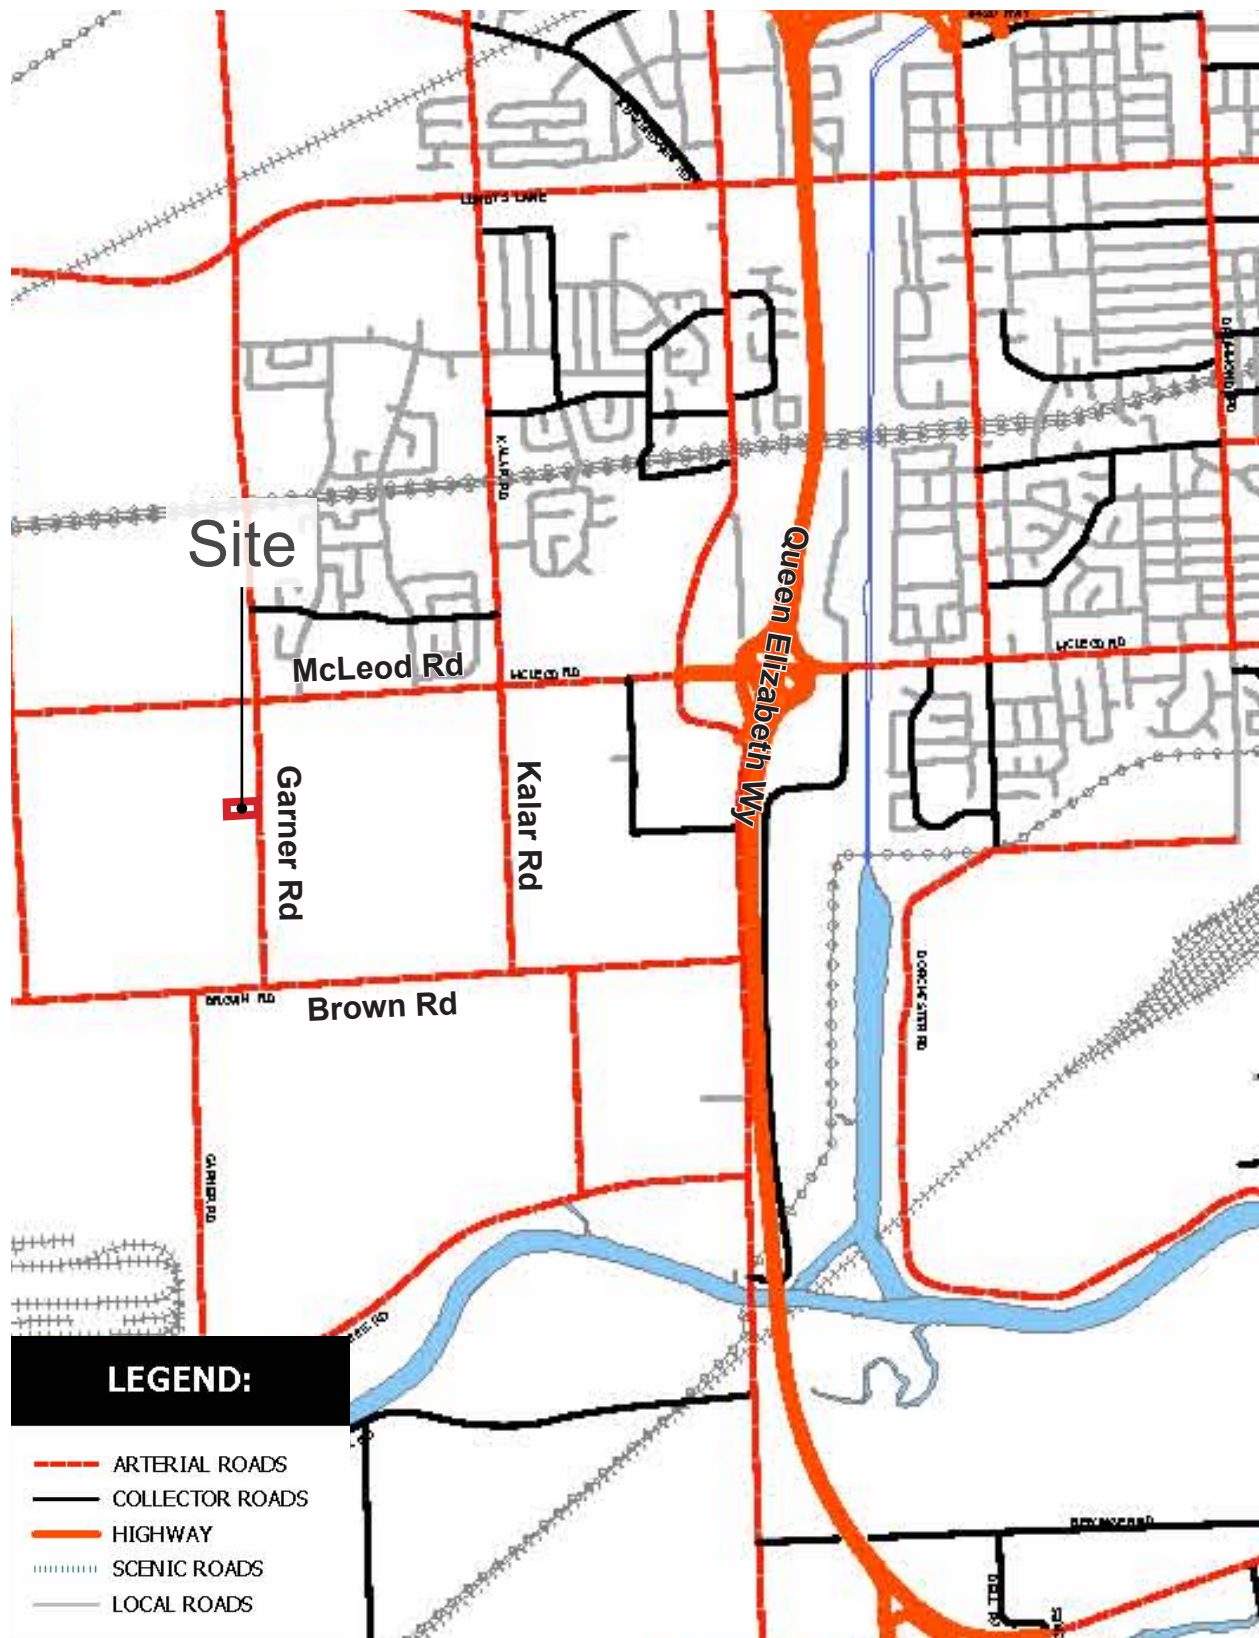 LUNDY'S LANE
KALAR RD
Site
Queen Elizabeth Wy
McLeod Rd
MCLEOD RD
MCLEOD RD
Garner Rd
Kalar Rd
DORCHESTER RD
BROWN RD
Brown Rd
GARNER RD
LEGEND:
ARTERIAL ROADS
COLLECTOR ROADS
HIGHWAY
SCENIC ROADS
LOCAL ROADS